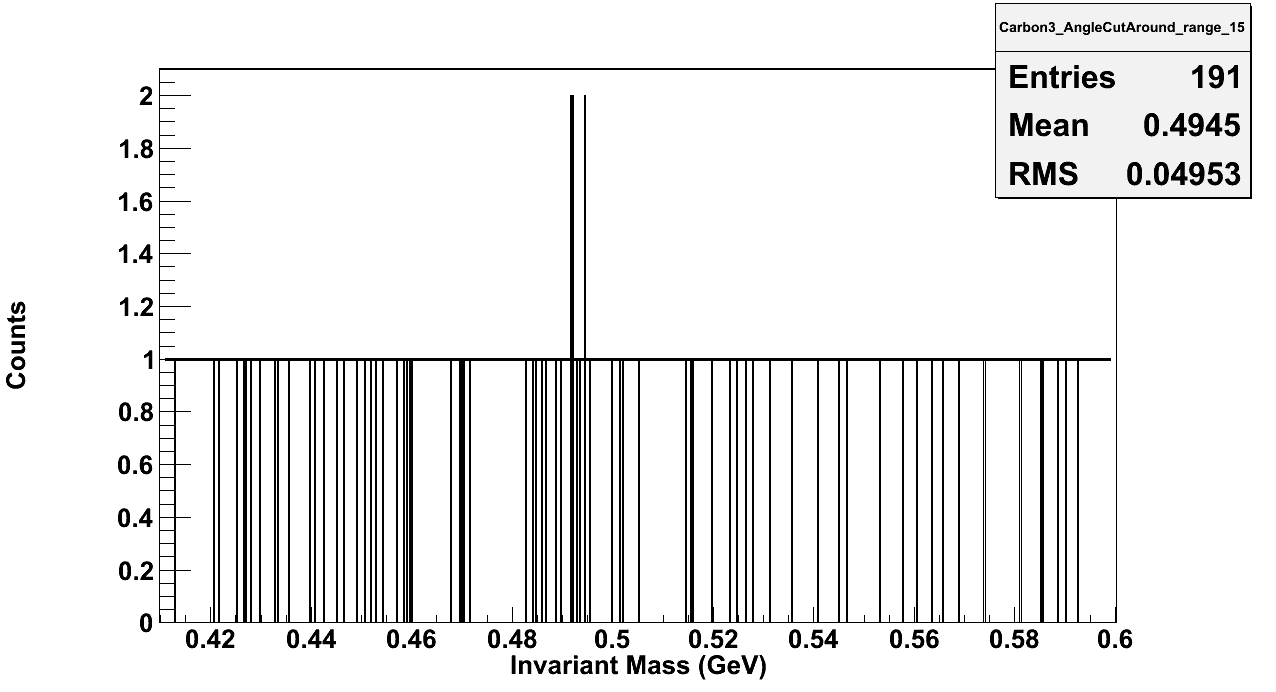 Carbon3_AngleCutAround_range_15
Entries 191
Mean 0.4945
RMS 0.04953
Counts
2
1.8
1.6
1.4
1.2
1
0.8
0.6
0.4
0.2
0
0.42 0.44 0.46 0.48 0.5 0.52 0.54 0.56 0.58 0.6
Invariant Mass (GeV)